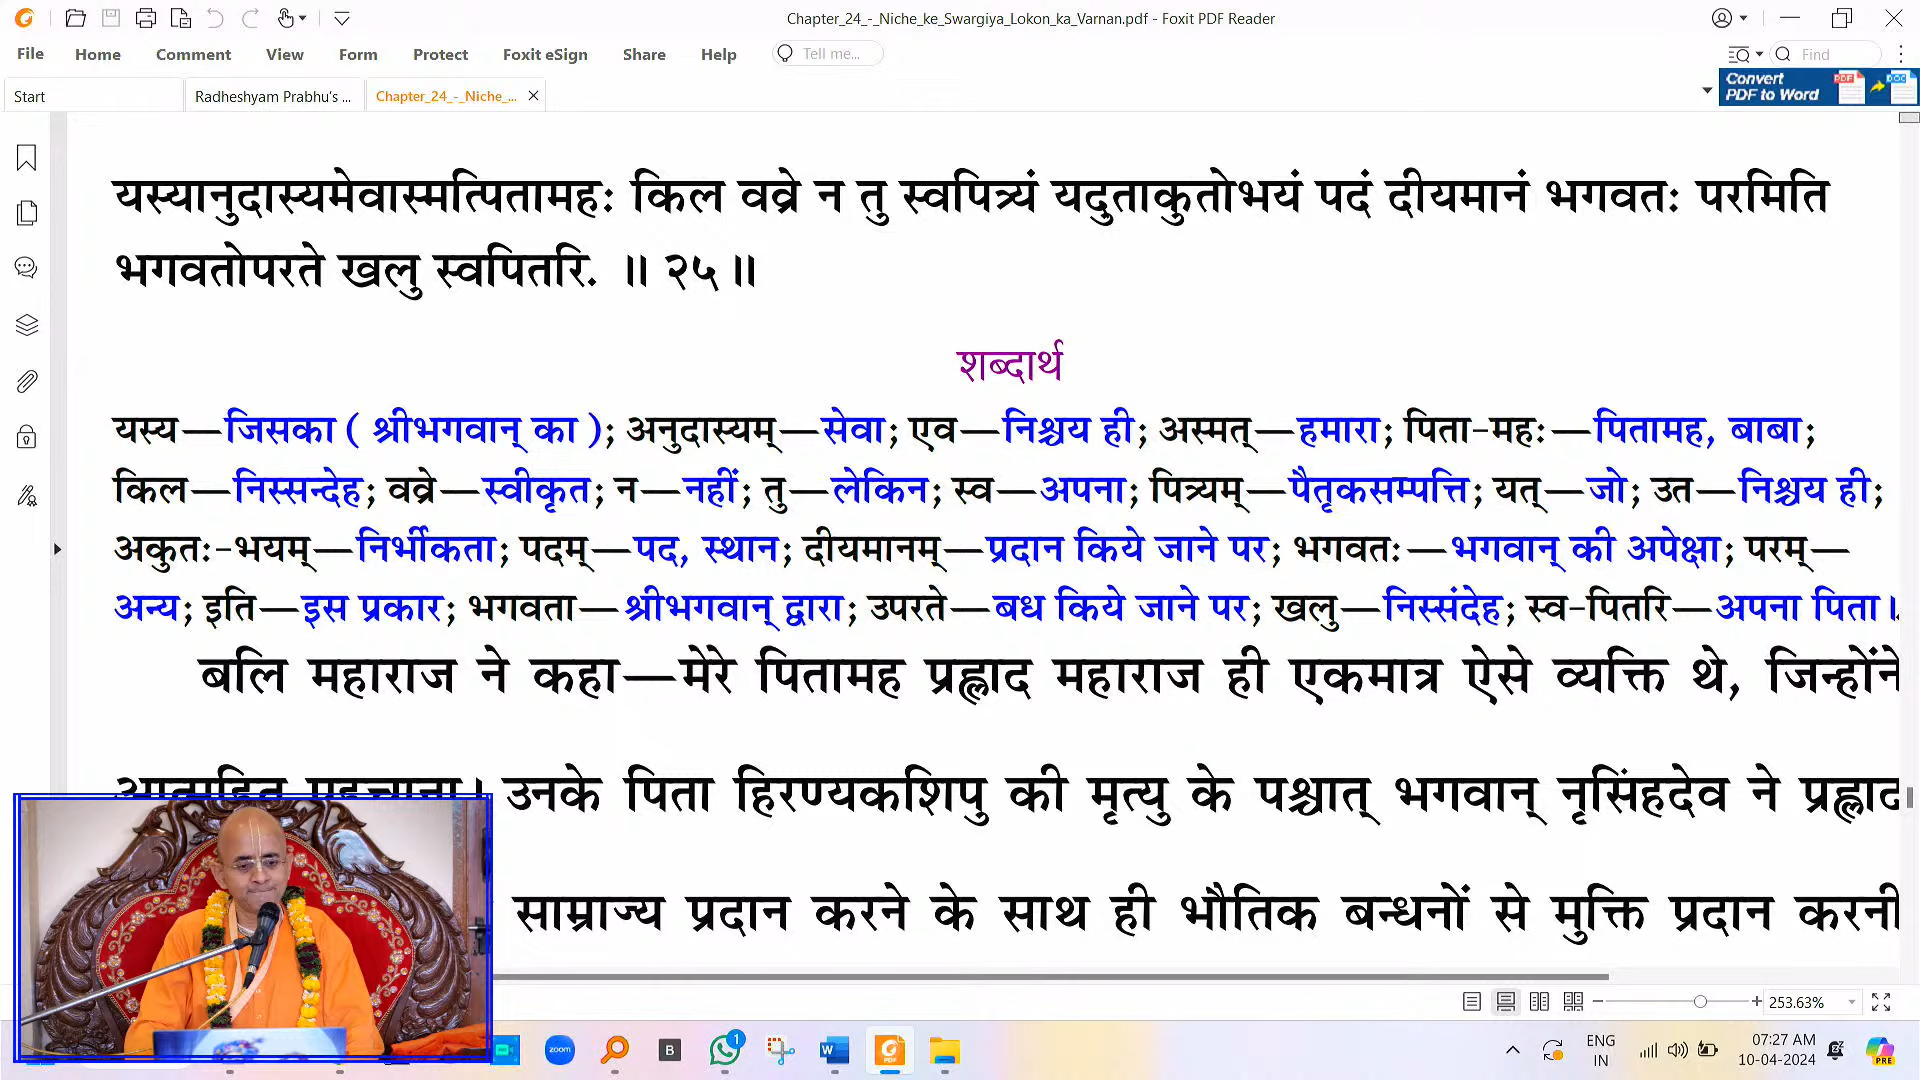 Chapter_24_-_Niche_ke_Swargiya_Lokon_ka_Varnan.pdf - Foxit PDF Reader
File Home Comment View Form Protect Foxit eSign Share Help Tell me... Find
Start Radheshyam Prabhu's ... Chapter_24_-_Niche_...
Convert
PDF to Word
यस्यानुदास्यमेवास्मत्पितामहः किल वव्रे न तु स्वपित्र्यं यदुताकुतोभयं पदं दीयमानं भगवतः परमिति
भगवतोपरते खलु स्वपितरि. ॥ २५ ॥
शब्दार्थ
यस्य—जिसका ( श्रीभगवान् का ); अनुदास्यम्—सेवा; एव—निश्चय ही; अस्मत्—हमारा; पिता-महः—पितामह, बाबा;
किल—निस्सन्देह; वव्रे—स्वीकृत; न—नहीं; तु—लेकिन; स्व—अपना; पित्र्यम्—पैतृकसम्पत्ति; यत्—जो; उत—निश्चय ही;
अकुतः-भयम्—निर्भीकता; पदम्—पद, स्थान; दीयमानम्—प्रदान किये जाने पर; भगवतः—भगवान् की अपेक्षा; परम्—
अन्य; इति—इस प्रकार; भगवता—श्रीभगवान् द्वारा; उपरते—बध किये जाने पर; खलु—निस्संदेह; स्व-पितरि—अपना पिता।
बलि महाराज ने कहा—मेरे पितामह प्रह्लाद महाराज ही एकमात्र ऐसे व्यक्ति थे, जिन्होंने
उनके पिता हिरण्यकशिपु की मृत्यु के पश्चात् भगवान् नृसिंहदेव ने प्रह्लाद
साम्राज्य प्रदान करने के साथ ही भौतिक बन्धनों से मुक्ति प्रदान करनी
253.63%
zoom B 1 W PDF
ENG
IN
07:27 AM
10-04-2024
PRE